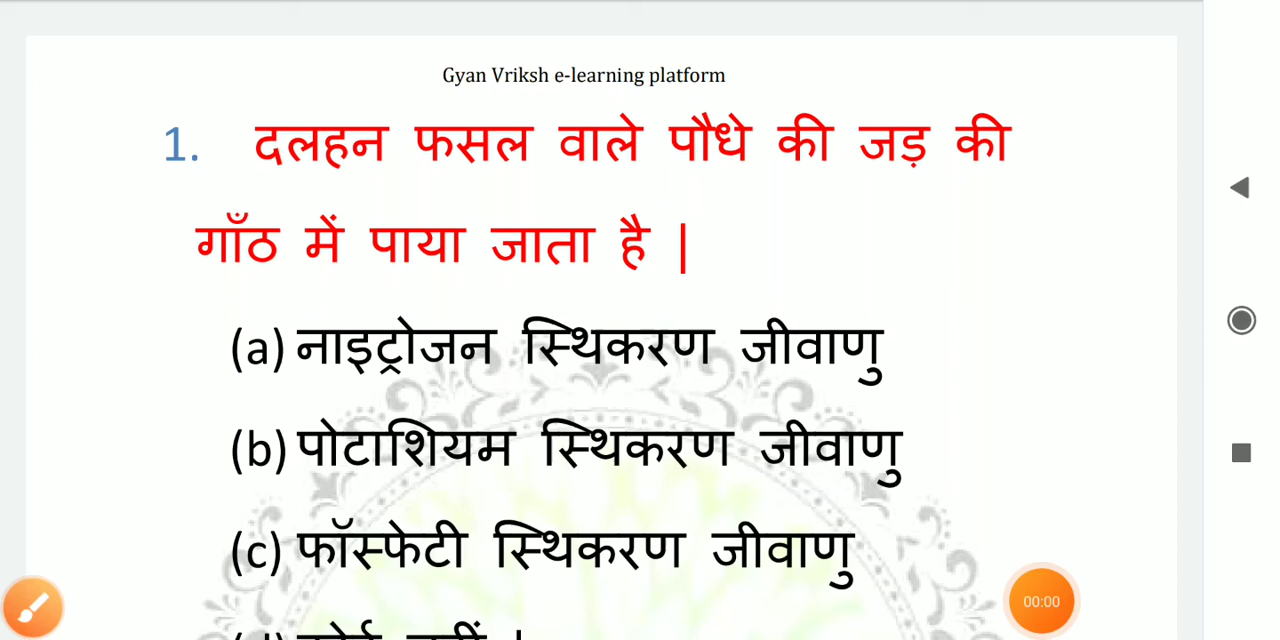 Gyan Vriksh e-learning platform
1. दलहन फसल वाले पौधे की जड़ की
गाँठ में पाया जाता है |
(a) नाइट्रोजन स्थिकरण जीवाणु
(b) पोटाशियम स्थिकरण जीवाणु
(c) फॉस्फेटी स्थिकरण जीवाणु
00:00